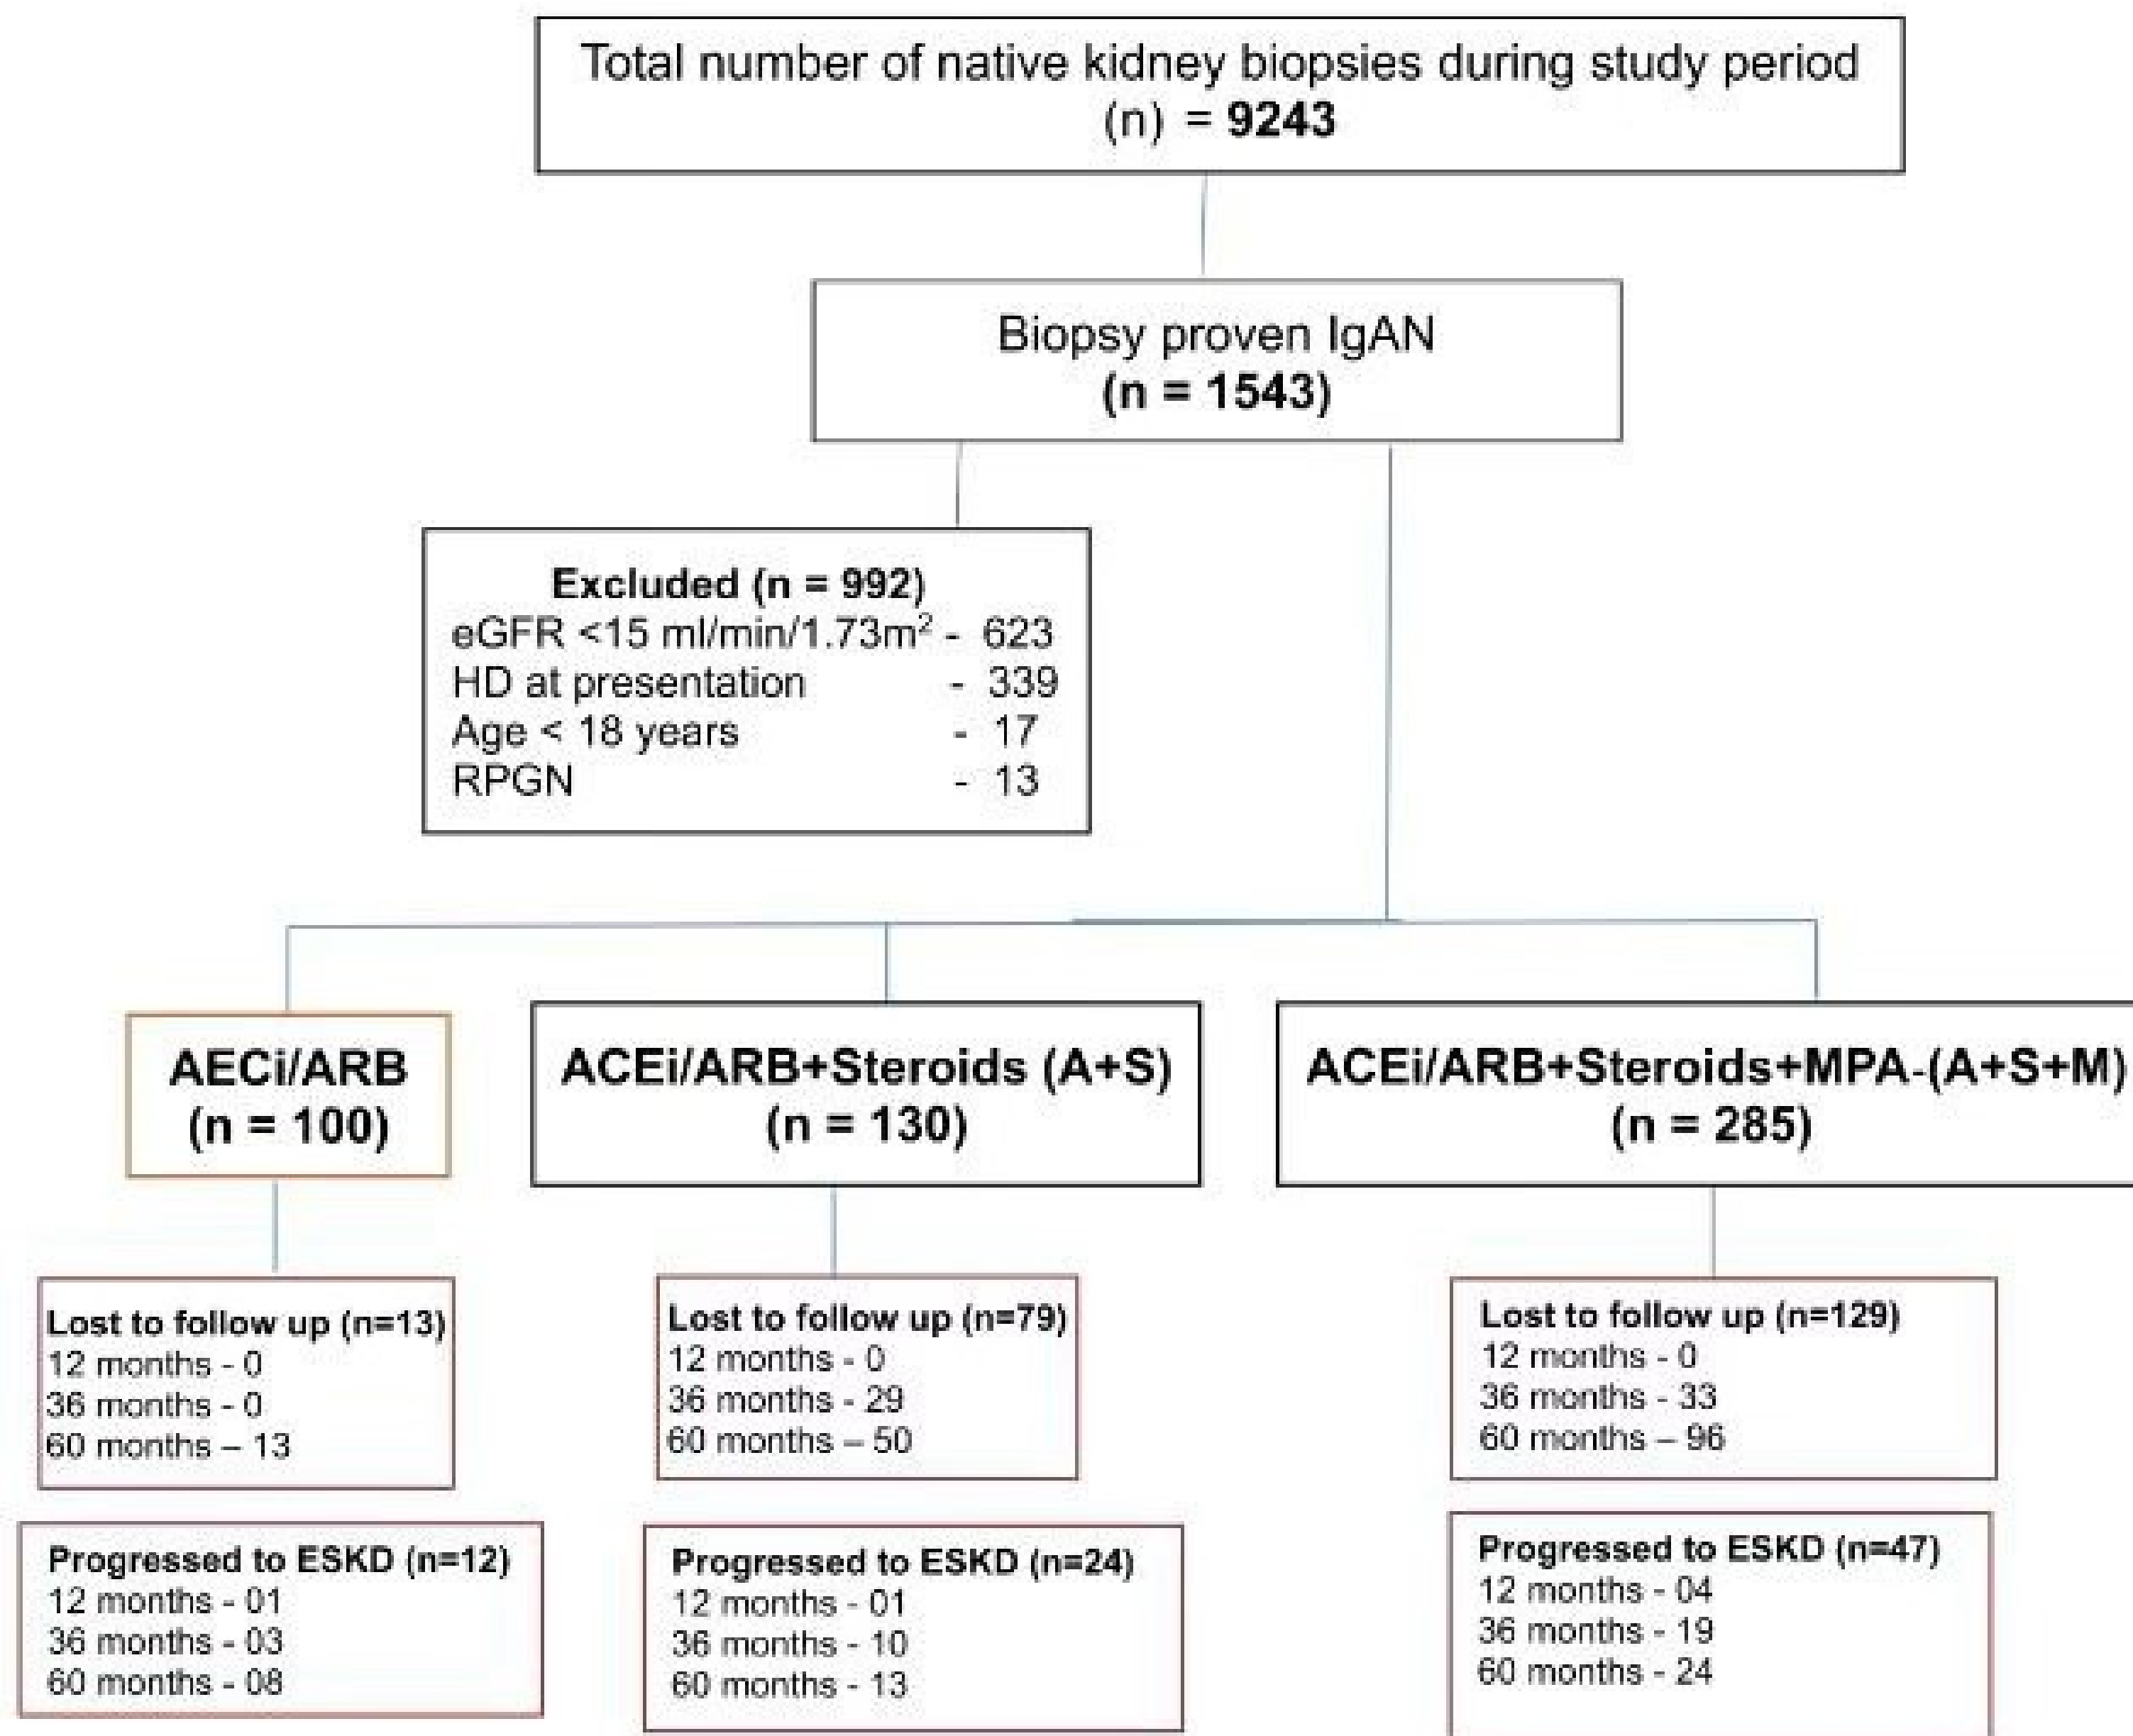 Total number of native kidney biopsies during study period
(n) = 9243
Biopsy proven IgAN
(n = 1543)
Excluded (n = 992)
eGFR <15 ml/min/1.73m² - 623
HD at presentation - 339
Age < 18 years - 17
RPGN - 13
AECi/ARB
(n = 100)
ACEi/ARB+Steroids (A+S)
(n = 130)
ACEi/ARB+Steroids+MPA-(A+S+M)
(n = 285)
Lost to follow up (n=13)
12 months - 0
36 months - 0
60 months – 13
Lost to follow up (n=79)
12 months - 0
36 months - 29
60 months – 50
Lost to follow up (n=129)
12 months - 0
36 months - 33
60 months – 96
Progressed to ESKD (n=12)
12 months - 01
36 months - 03
60 months - 08
Progressed to ESKD (n=24)
12 months - 01
36 months - 10
60 months - 13
Progressed to ESKD (n=47)
12 months - 04
36 months - 19
60 months - 24